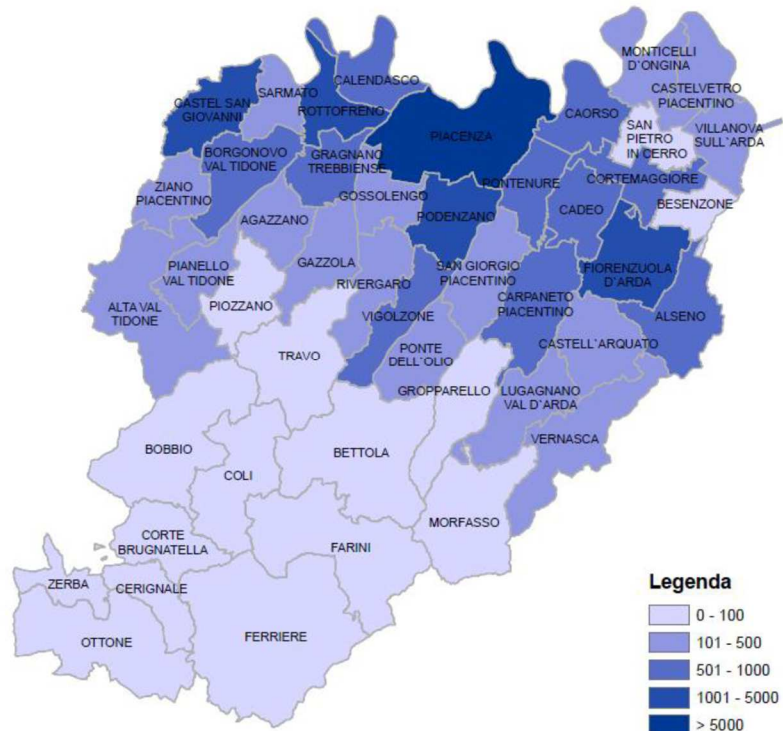 MONTICELLI
D'ONGINA
CALENDASCO
SARMATO
CASTELVETRO
PIACENTINO
CASTEL SAN
GIOVANNI
ROTTOFRENO
CAORSO
SAN
PIETRO
IN CERRO
VILLANOVA
SULL'ARDA
PIACENZA
BORGONOVO
VAL TIDONE
GRAGNANO
TREBBIENSE
ZIANO
PIACENTINO
GOSSOLENGO
PONTENURE
CORTEMAGGIORE
BESENZONE
AGAZZANO
PODENZANO
CADEO
PIANELLO
VAL TIDONE
GAZZOLA
RIVERGARO
SAN GIORGIO
PIACENTINO
FIORENZUOLA
D'ARDA
ALTA VAL
TIDONE
PIOZZANO
VIGOLZONE
CARPANETO
PIACENTINO
ALSENO
TRAVO
PONTE
DELL'OLIO
CASTELL'ARQUATO
GROPPARELLO
LUGAGNANO
VAL D'ARDA
VERNASCA
BOBBIO
BETTOLA
COLI
MORFASSO
CORTE
BRUGNATELLA
FARINI
ZERBA
CERIGNALE
OTTONE
FERRIERE
Legenda
0 - 100
101 - 500
501 - 1000
1001 - 5000
> 5000